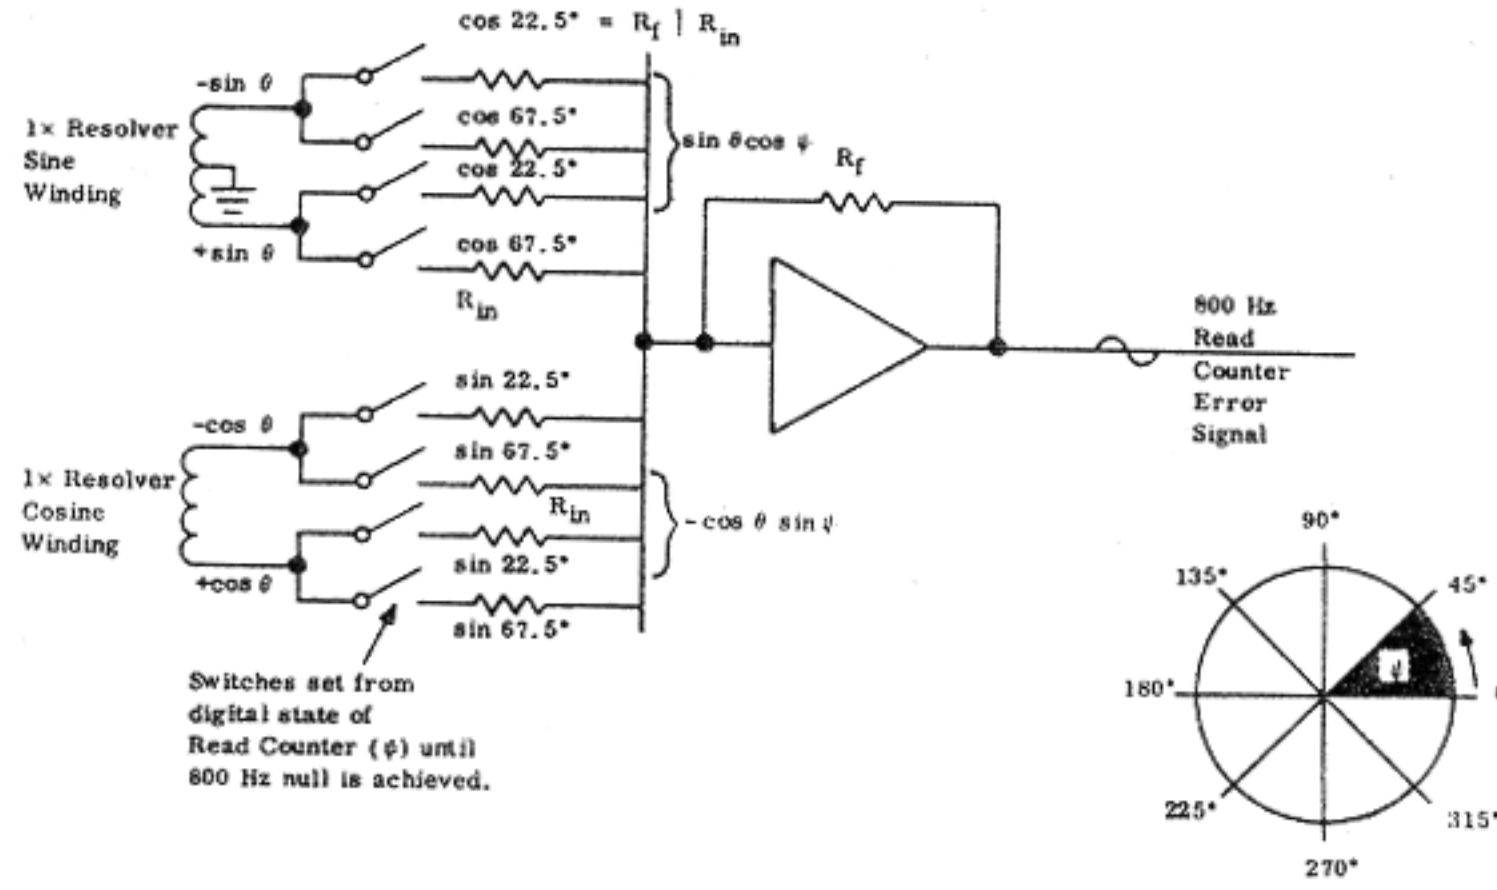 cos 22.5° = Rf | Rin
-sin θ
1× Resolver
Sine
Winding
+sin θ
cos 67.5°
cos 22.5°
cos 67.5°
Rin
sin θ cos ψ
Rf
800 Hz
Read
Counter
Error
Signal
-cos θ
1× Resolver
Cosine
Winding
+cos θ
sin 22.5°
sin 67.5°
Rin
sin 22.5°
sin 67.5°
-cos θ sin ψ
Switches set from
digital state of
Read Counter (ψ) until
800 Hz null is achieved.
90°
135°
45°
ψ
180°
225°
315°
270°